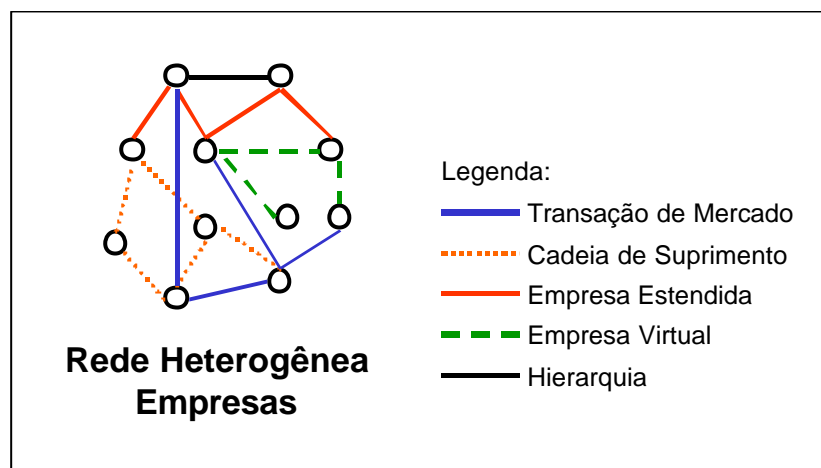 Legenda:
Transação de Mercado
Cadeia de Suprimento
Empresa Estendida
Empresa Virtual
Hierarquia
Rede Heterogênea
Empresas